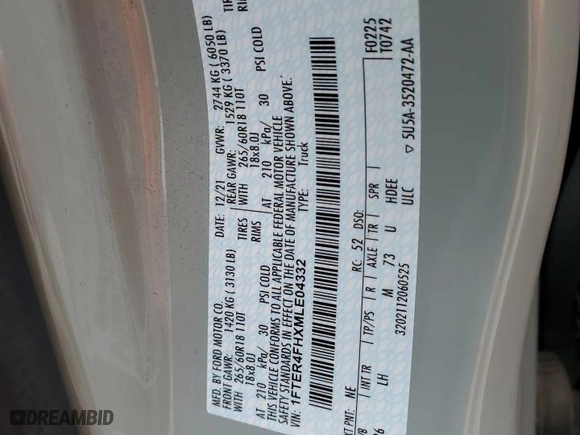 MFD. BY FORD MOTOR CO.
DATE: 12/21 GVWR: 2744 KG ( 6050 LB)
FRONT GAWR: 1420 KG ( 3130 LB)
REAR GAWR: 1529 KG ( 3370 LB)
WITH 265/60R18 110T TIRES
WITH 265/60R18 110T
18x8.0J RIMS
18x8.0J
AT 210 kPa/ 30 PSI COLD
AT 210 kPa/ 30 PSI COLD
THIS VEHICLE CONFORMS TO ALL APPLICABLE FEDERAL MOTOR VEHICLE
SAFETY STANDARDS IN EFFECT ON THE DATE OF MANUFACTURE SHOWN ABOVE.
VIN: 1FTER4FHXMLE04332
TYPE: Truck
F0225
T0742
EXT PNT: NE RC: 52 DSO:
INT TR TP/PS R AXLE TR SPR
LH M 73 U HDEE
3202112060525 ULC
▽ 5U5A-3520472-AA
DREAMBID